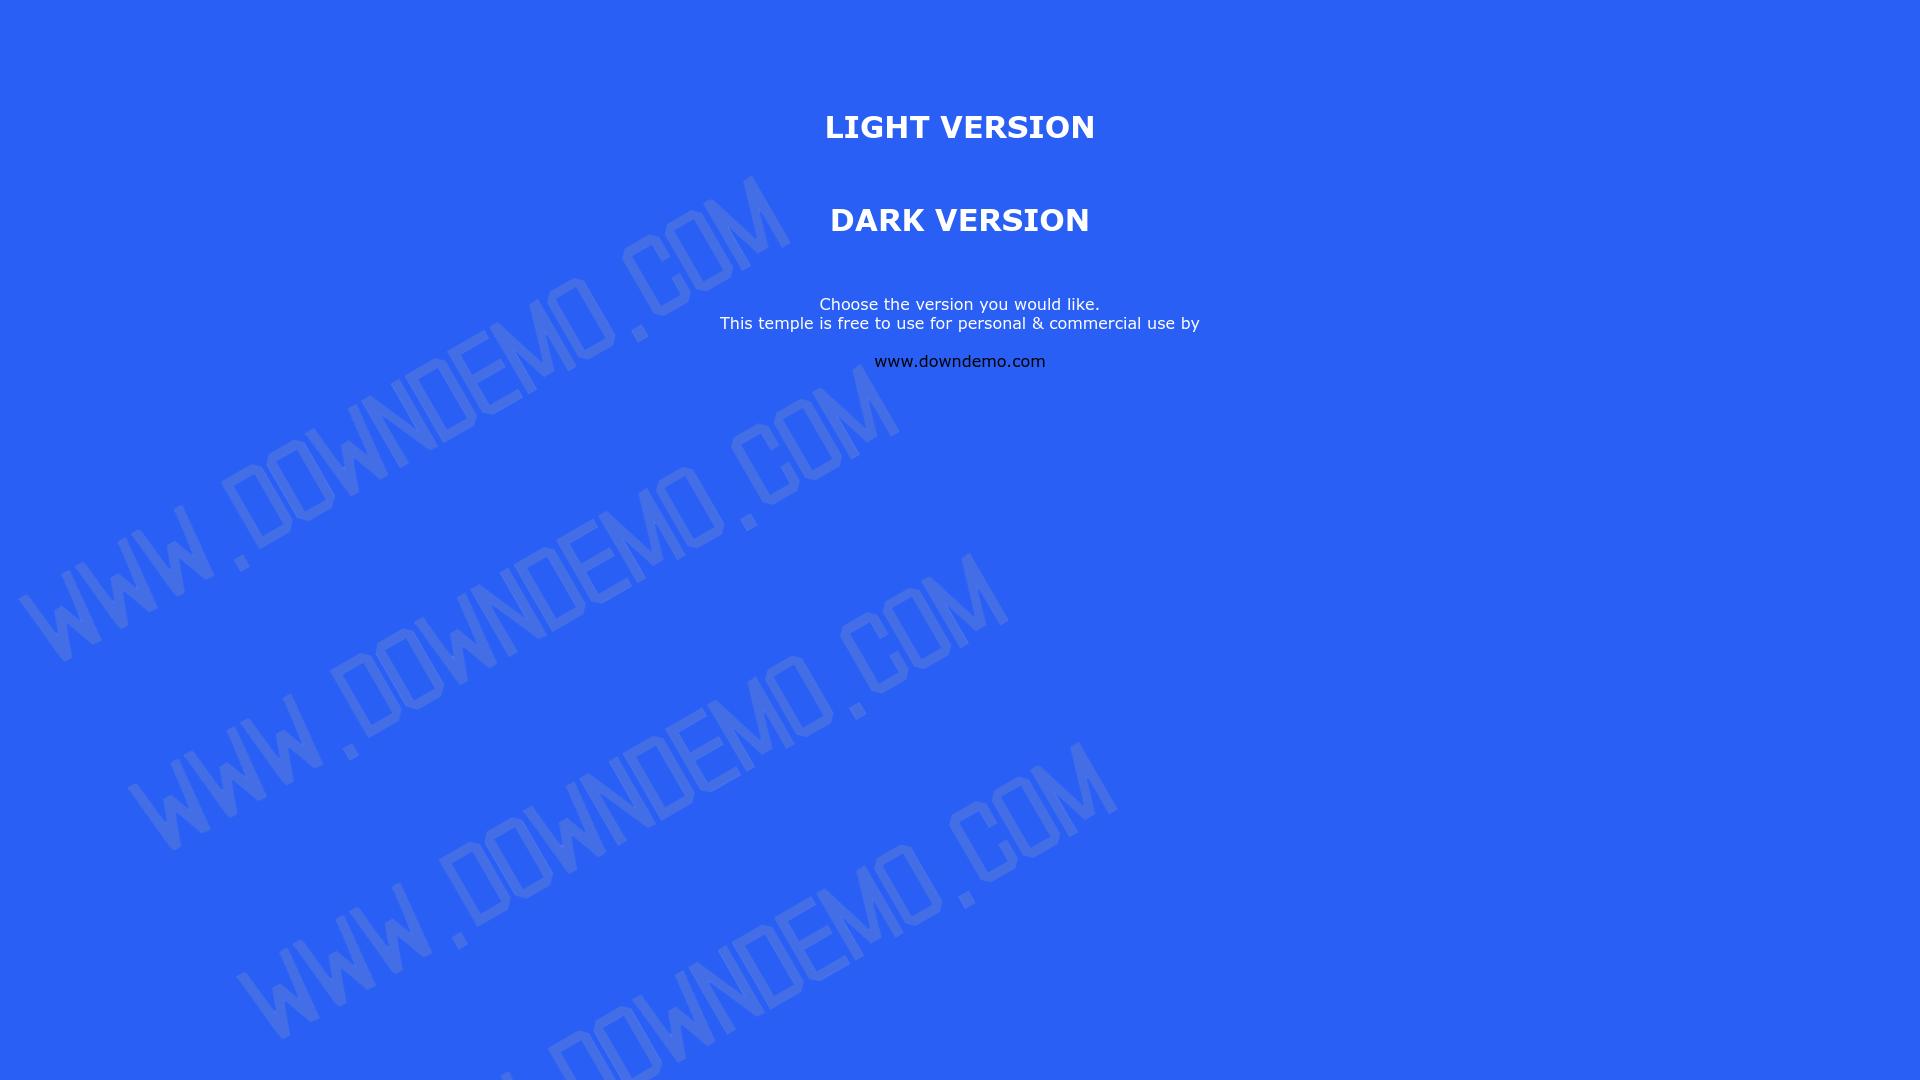 LIGHT VERSION
DARK VERSION
Choose the version you would like.
This temple is free to use for personal & commercial use by
www.downdemo.com
WWW.DOWNDEMO.COM
WWW.DOWNDEMO.COM
WWW.DOWNDEMO.COM
DOWNDEMO.COM